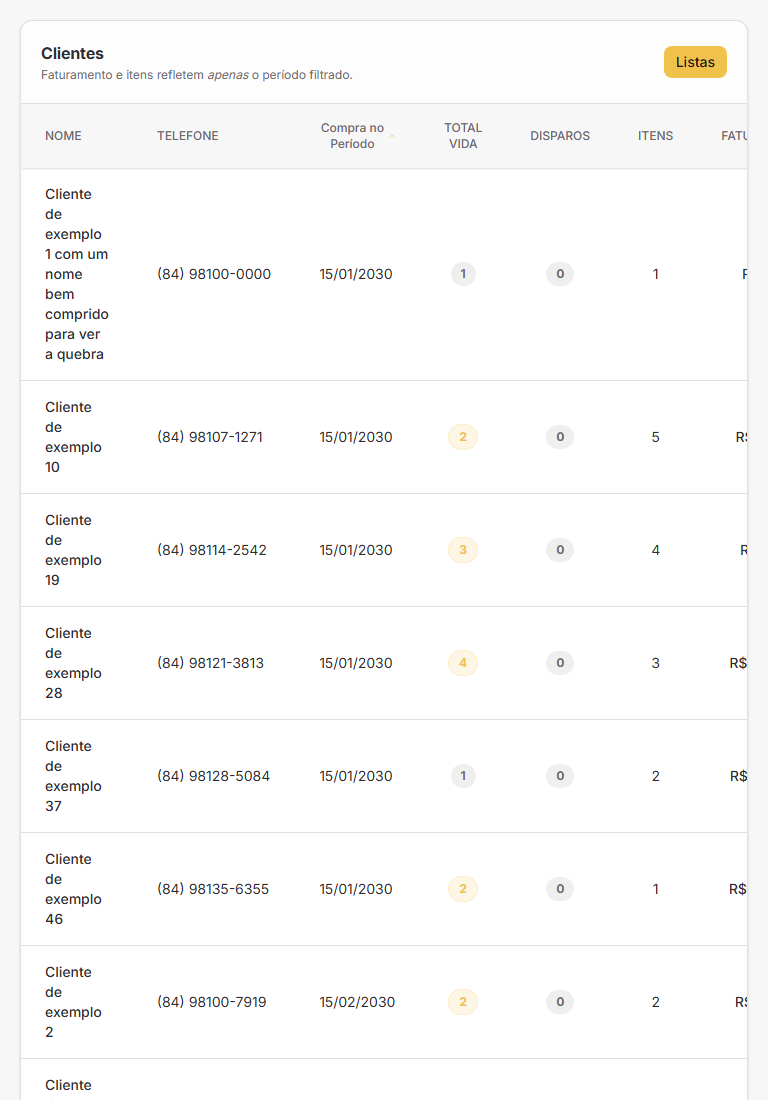 Clientes
Faturamento e itens refletem apenas o período filtrado.
Listas
NOME TELEFONE Compra no Período TOTAL VIDA DISPAROS ITENS
Cliente
de
exemplo
1 com um
nome
bem
comprido
para ver
a quebra
(84) 98100-0000 15/01/2030 1 0 1
Cliente
de
exemplo
10
(84) 98107-1271 15/01/2030 2 0 5 R$
Cliente
de
exemplo
19
(84) 98114-2542 15/01/2030 3 0 4
Cliente
de
exemplo
28
(84) 98121-3813 15/01/2030 4 0 3 R$
Cliente
de
exemplo
37
(84) 98128-5084 15/01/2030 1 0 2 R$
Cliente
de
exemplo
46
(84) 98135-6355 15/01/2030 2 0 1 R$
Cliente
de
exemplo
2
(84) 98100-7919 15/02/2030 2 0 2 R$
Cliente